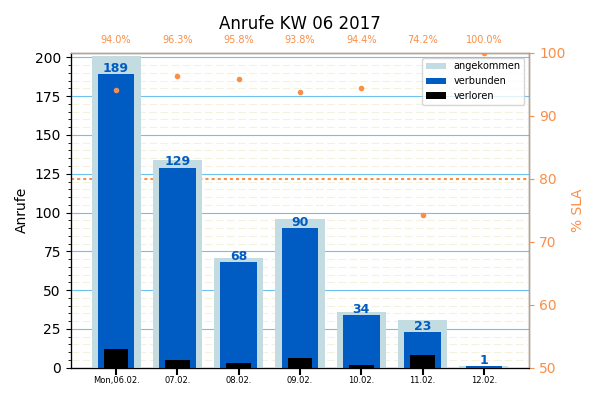 Anrufe KW 06 2017
94.0% 96.3% 95.8% 93.8% 94.4% 74.2% 100.0%
angekommen
verbunden
verloren
189 129 68 90 34 23 1
200
175
150
125
100
75
50
25
0
Anrufe
100
90
80
70
60
50
% SLA
Mon,06.02. 07.02. 08.02. 09.02. 10.02. 11.02. 12.02.